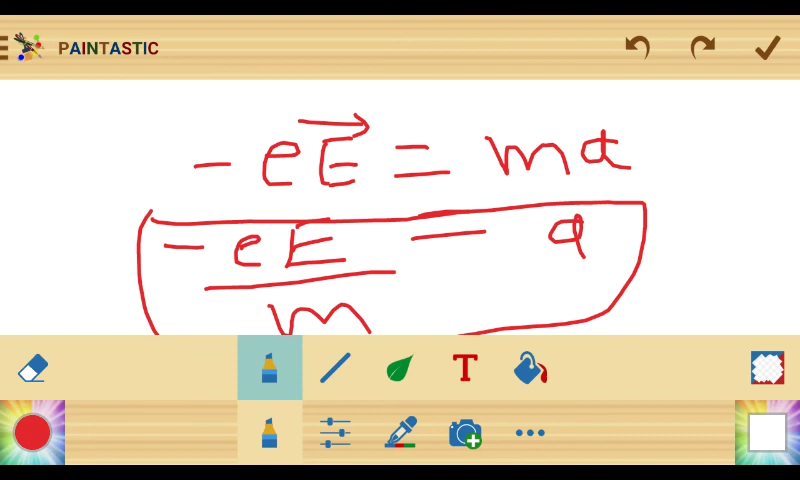 PAINTASTIC
- eE⃗ = ma
- eE = a
m
T